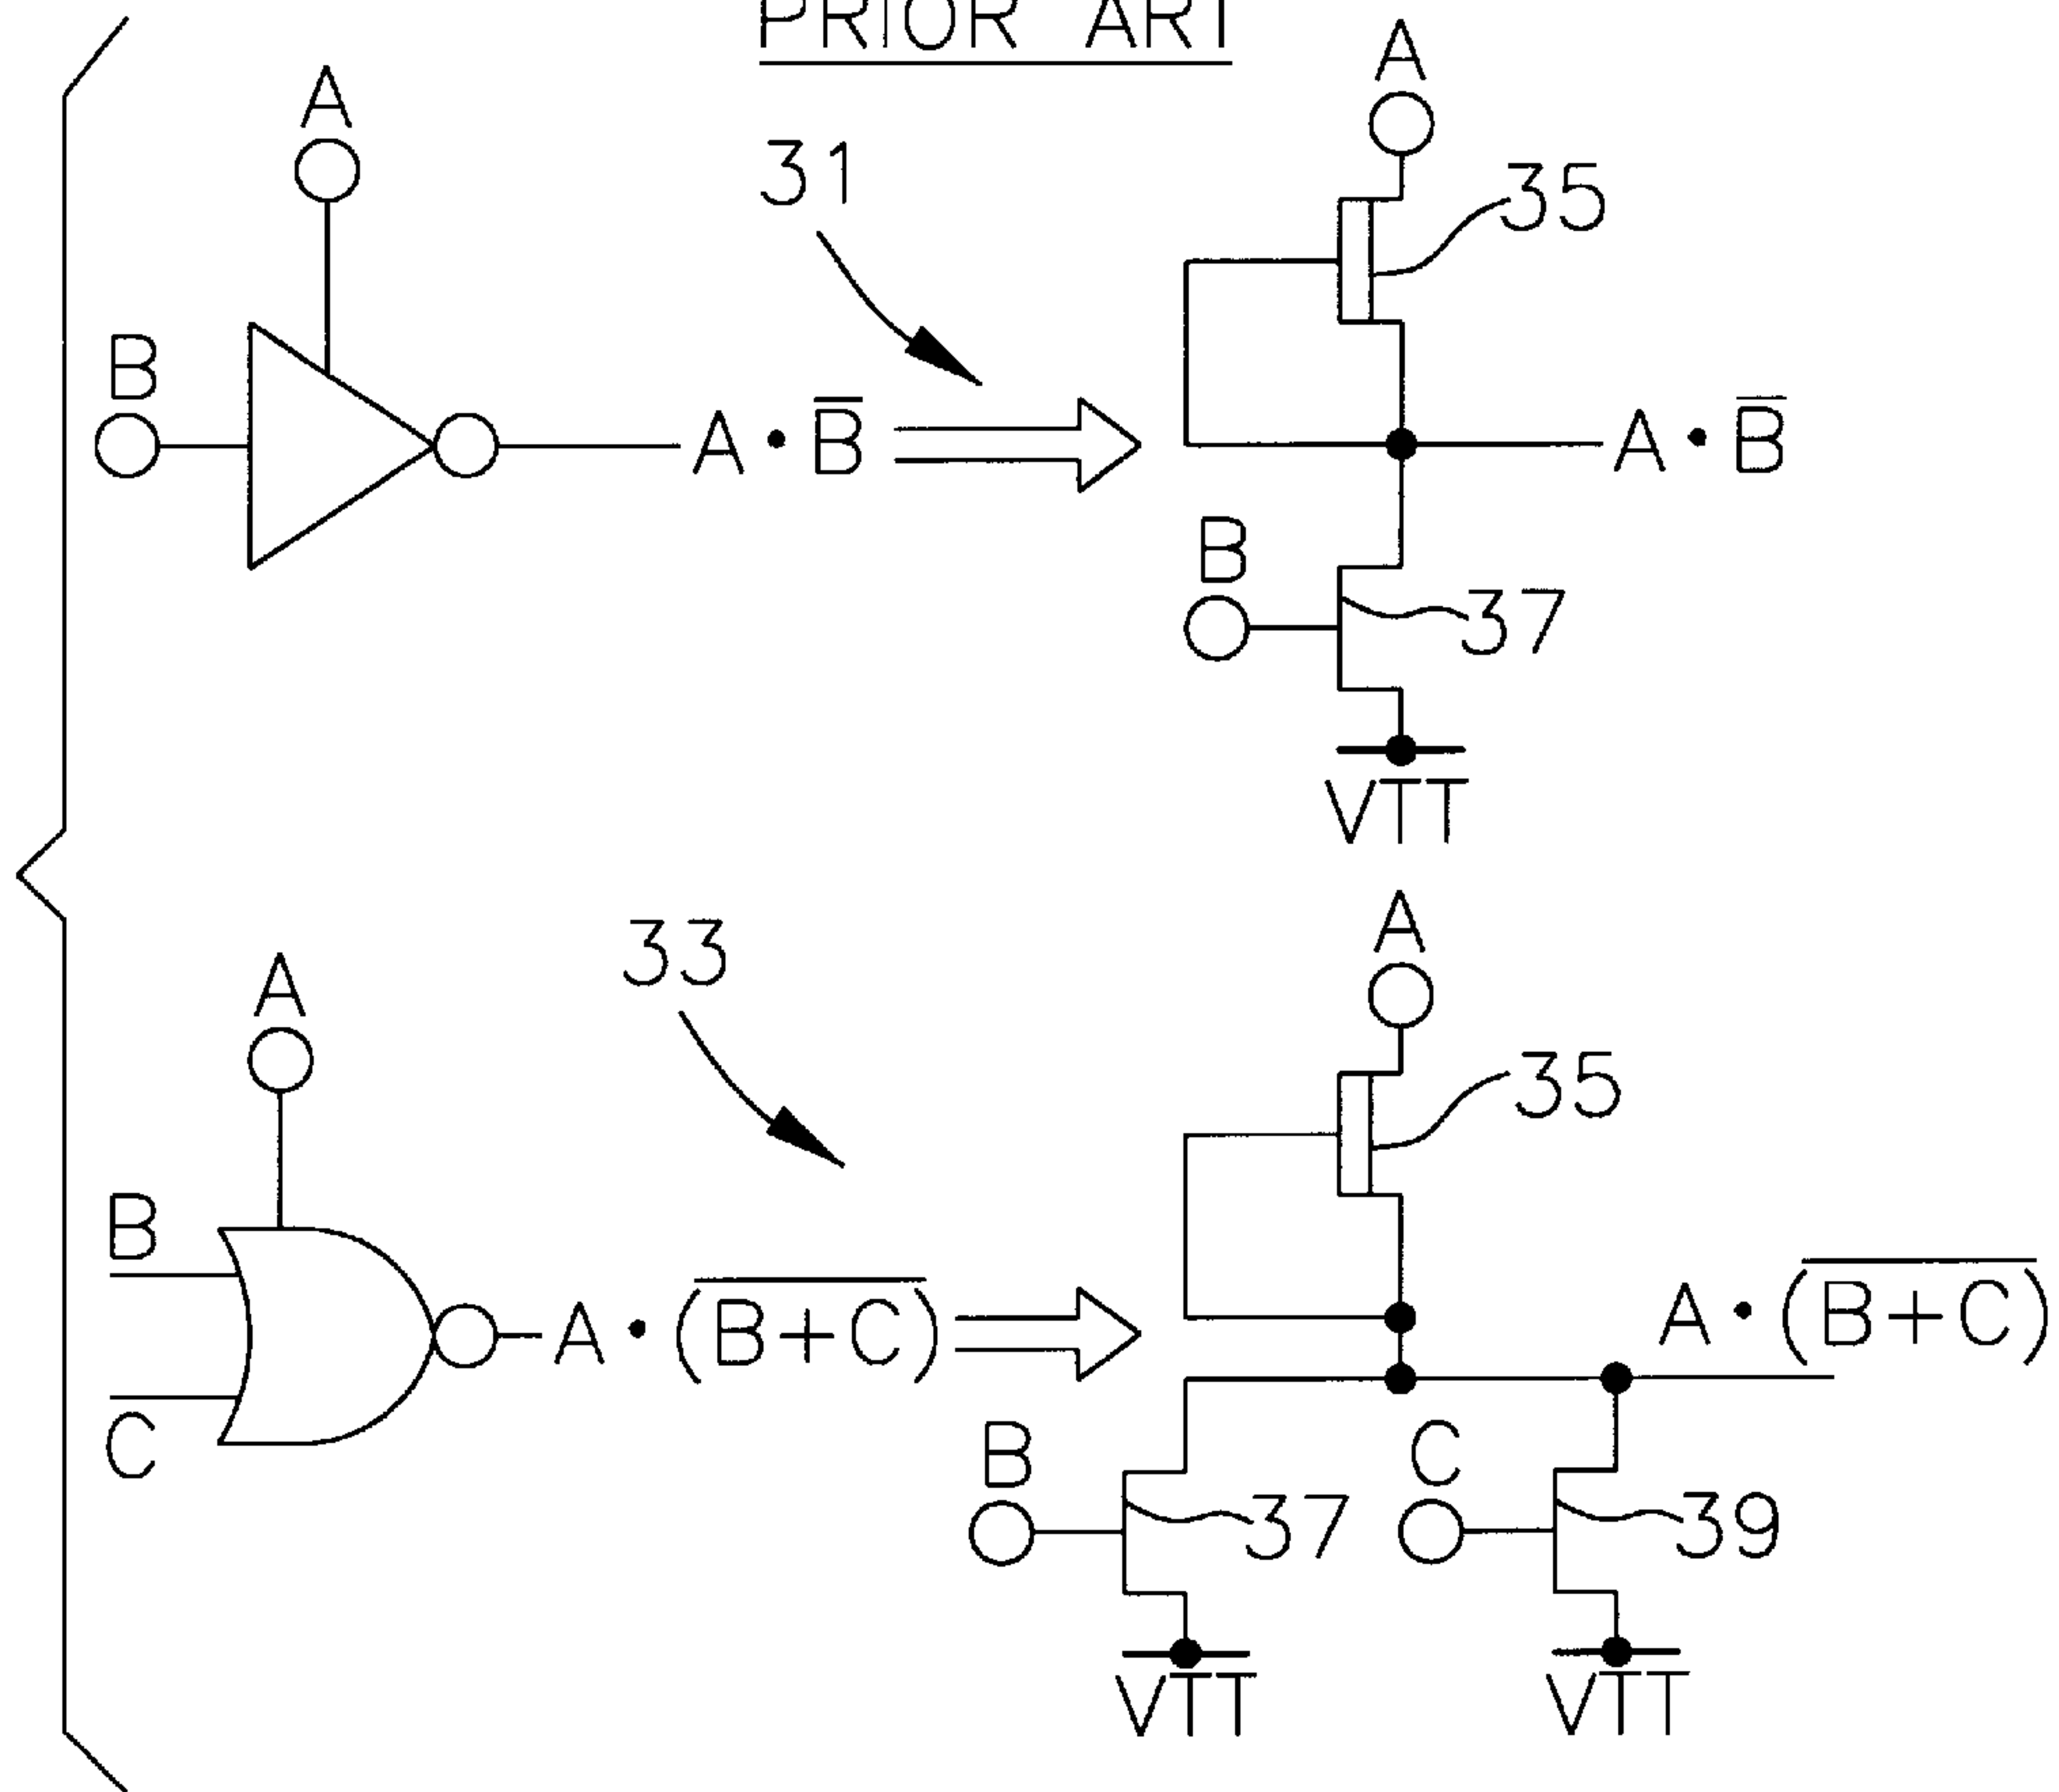 PRIOR ART
A
A
31
35
B
A·B̅
A·B̅
B
37
VTT
A
33
A
35
B
A·(B̅+̅C̅)
A·(B̅+̅C̅)
C
B
C
37
39
VTT
VTT